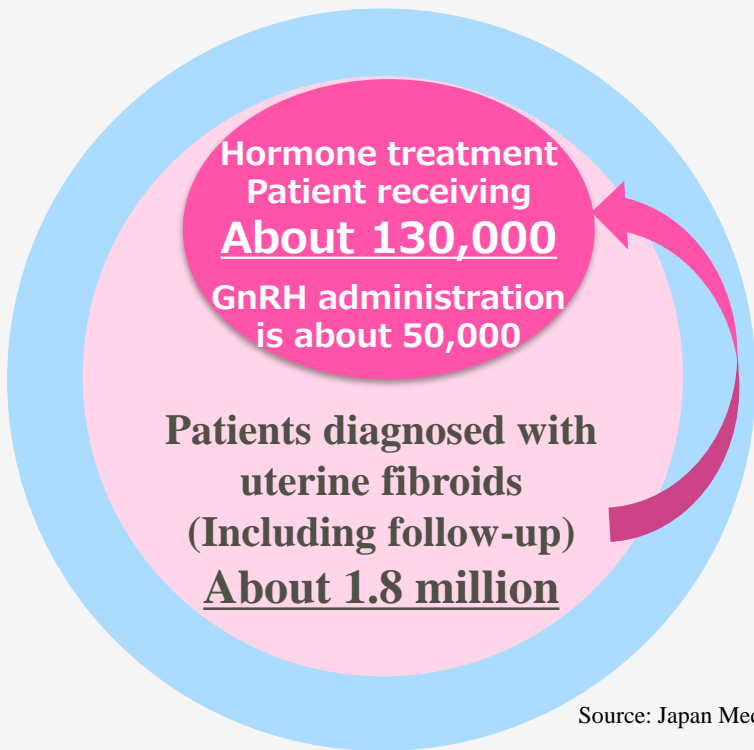 Hormone treatment
Patient receiving
About 130,000
GnRH administration
is about 50,000
Patients diagnosed with
uterine fibroids
(Including follow-up)
About 1.8 million
Source: Japan Med